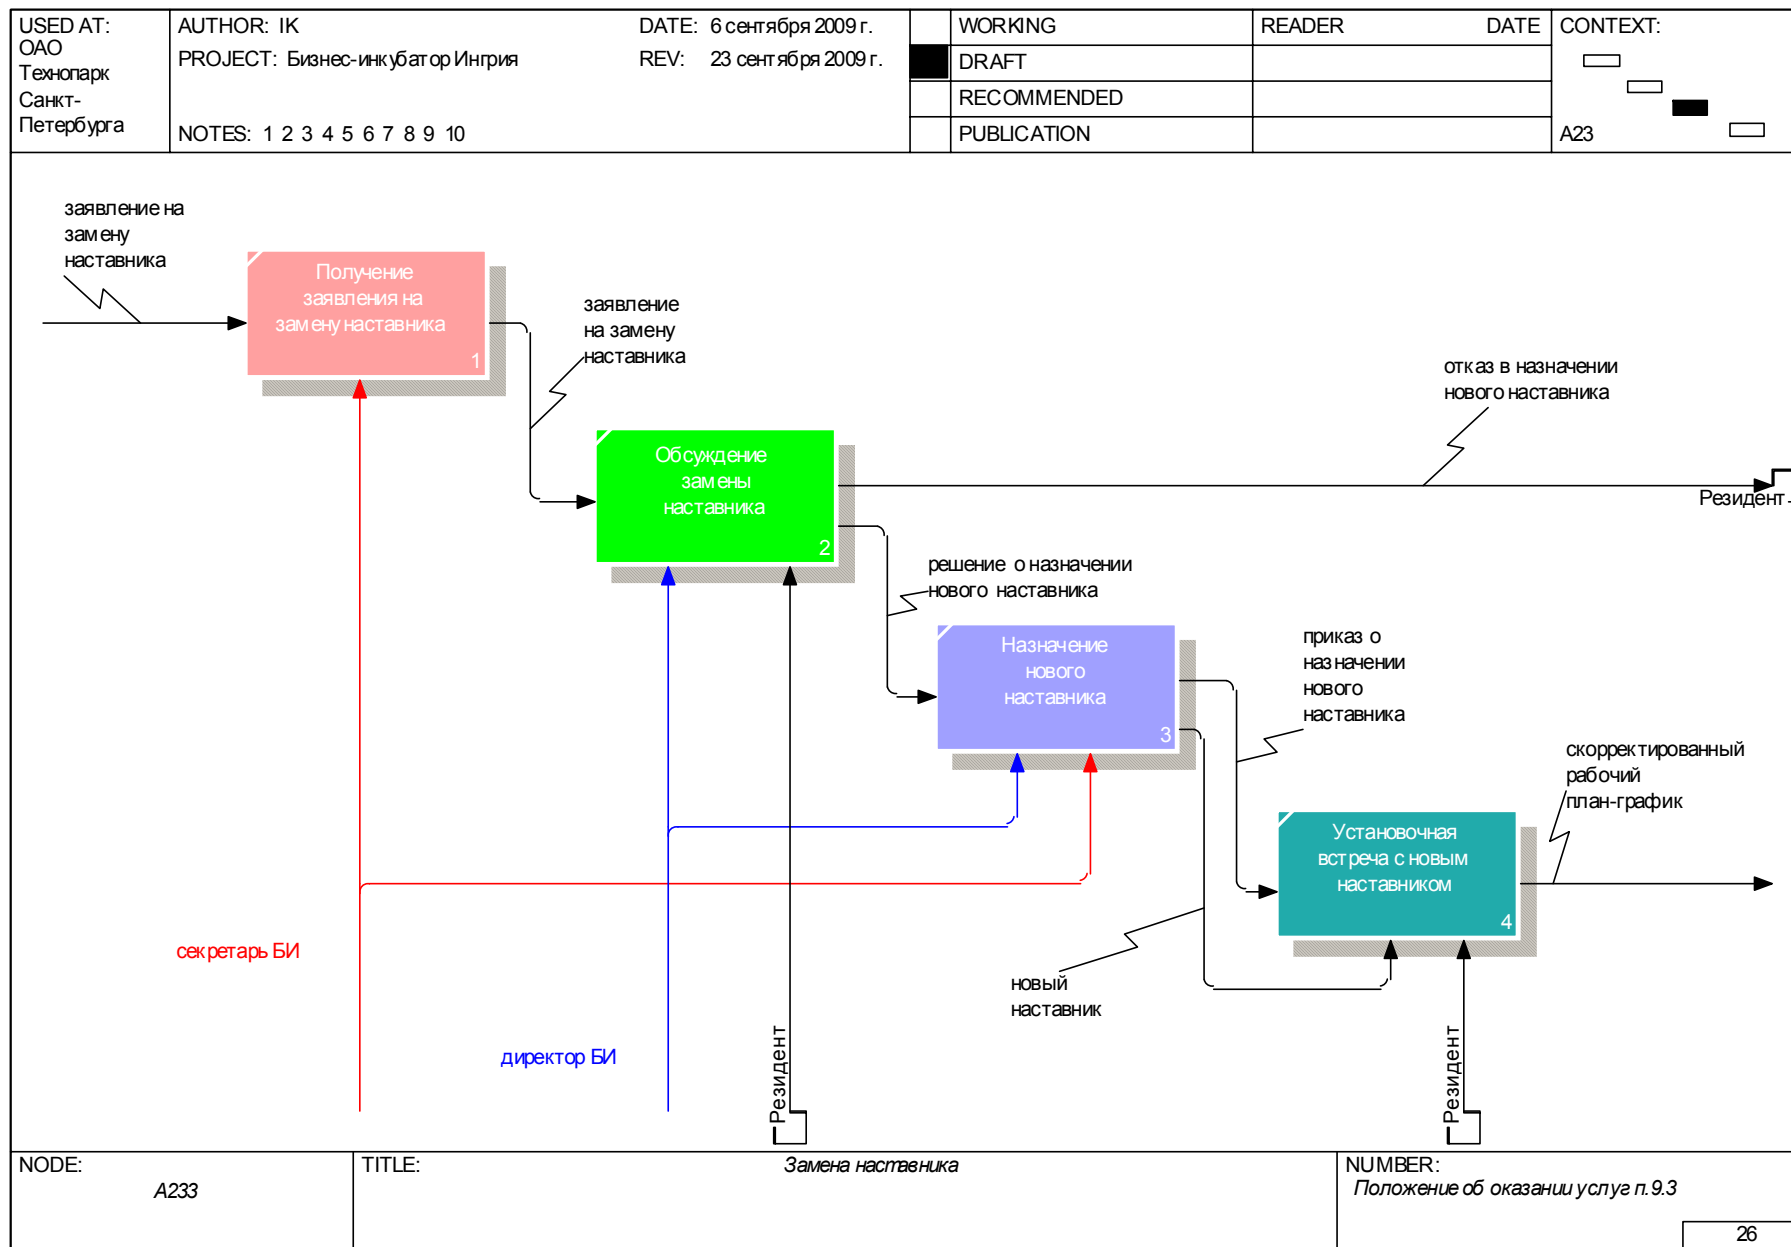 USED AT:
ОАО
Технопарк
Санкт-
Петербурга
AUTHOR: IK
DATE: 6 сентября 2009 г.
PROJECT: Бизнес-инкубатор Ингрия
REV: 23 сентября 2009 г.
NOTES: 1 2 3 4 5 6 7 8 9 10
WORKING
DRAFT
RECOMMENDED
PUBLICATION
READER DATE
CONTEXT:
A23
заявление на
замену
наставника
Получение
заявления на
замену наставника
1
заявление
на замену
наставника
отказ в назначении
нового наставника
Обсуждение
замены
наставника
2
Резидент
решение о назначении
нового наставника
Назначение
нового
наставника
3
приказ о
назначении
нового
наставника
скорректированный
рабочий
план-график
Установочная
встреча с новым
наставником
4
секретарь БИ
новый
наставник
директор БИ
Резидент
Резидент
NODE:
A233
TITLE:
Замена наставника
NUMBER:
Положение об оказании услуг п.9.3
26